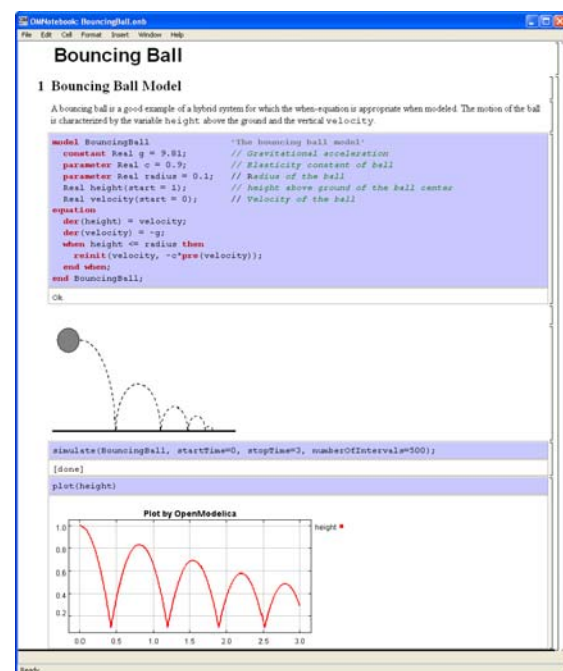 OMNotebook: BouncingBall.onb
File Edit Cell Format Insert Window Help
Bouncing Ball
1 Bouncing Ball Model
A bouncing ball is a good example of a hybrid system for which the when-equation is appropriate when modeled. The motion of the ball
is characterized by the variable height above the ground and the vertical velocity.
model BouncingBall "The bouncing ball model"
constant Real g = 9.81; // Gravitational acceleration
parameter Real c = 0.9; // Elasticity constant of ball
parameter Real radius = 0.1; // Radius of the ball
Real height(start = 1); // height above ground of the ball center
Real velocity(start = 0); // Velocity of the ball
equation
der(height) = velocity;
der(velocity) = -g;
when height <= radius then
reinit(velocity, -c*pre(velocity));
end when;
end BouncingBall;
Ok
simulate(BouncingBall, startTime=0, stopTime=3, numberOfIntervals=500);
[done]
plot(height)
Plot by OpenModelica
height
1.0
0.8
0.6
0.4
0.2
0.0 0.5 1.0 1.5 2.0 2.5 3.0
Ready